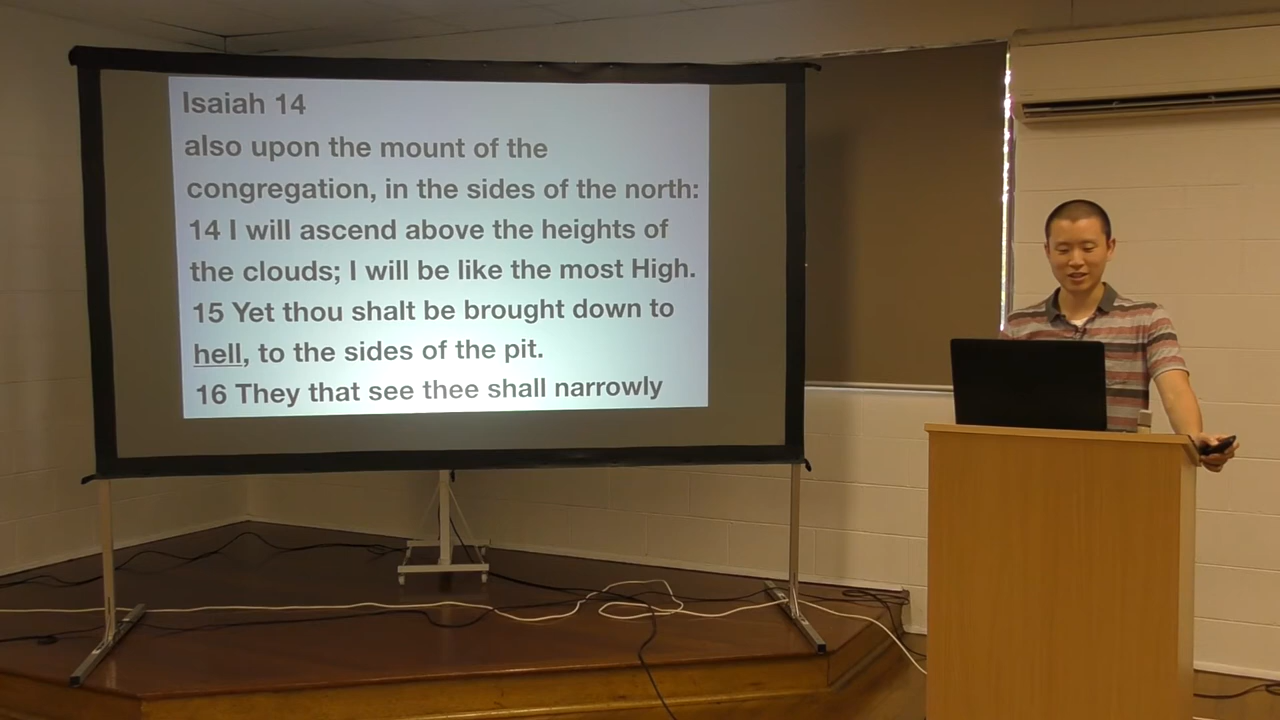 Isaiah 14
also upon the mount of the
congregation, in the sides of the north:
14 I will ascend above the heights of
the clouds; I will be like the most High.
15 Yet thou shalt be brought down to
hell, to the sides of the pit.
16 They that see thee shall narrowly